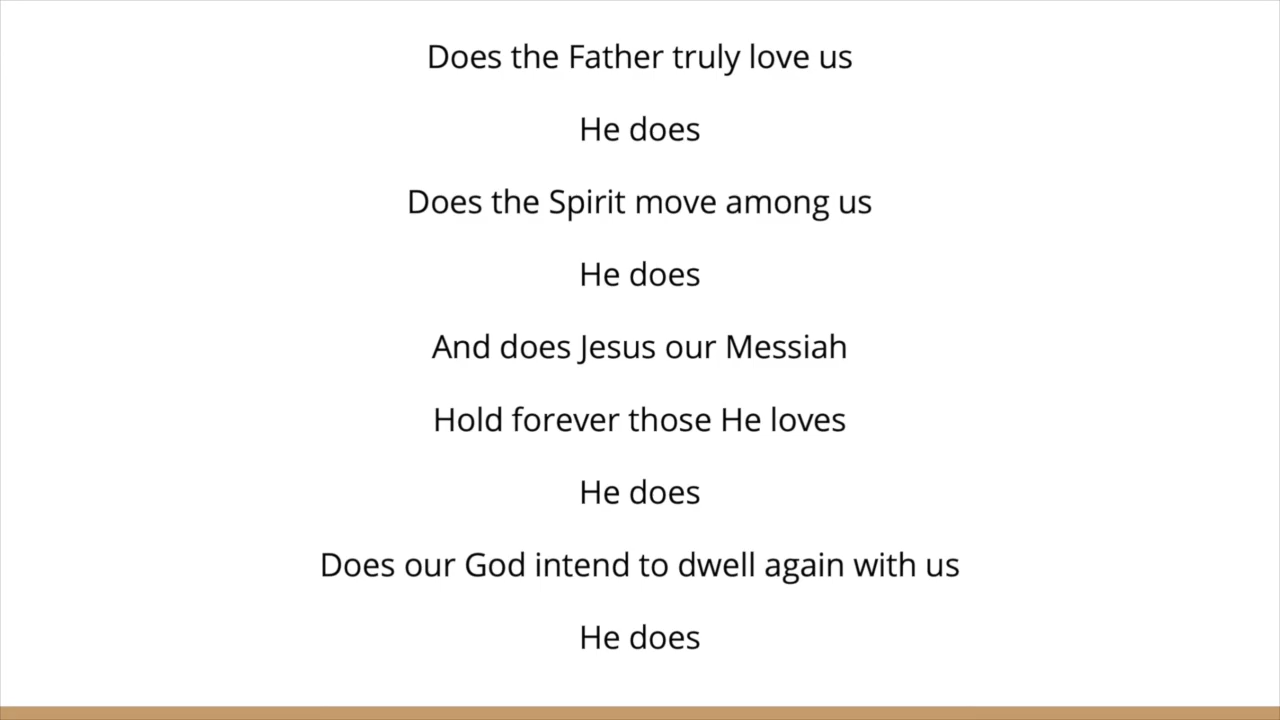 Does the Father truly love us
He does
Does the Spirit move among us
He does
And does Jesus our Messiah
Hold forever those He loves
He does
Does our God intend to dwell again with us
He does